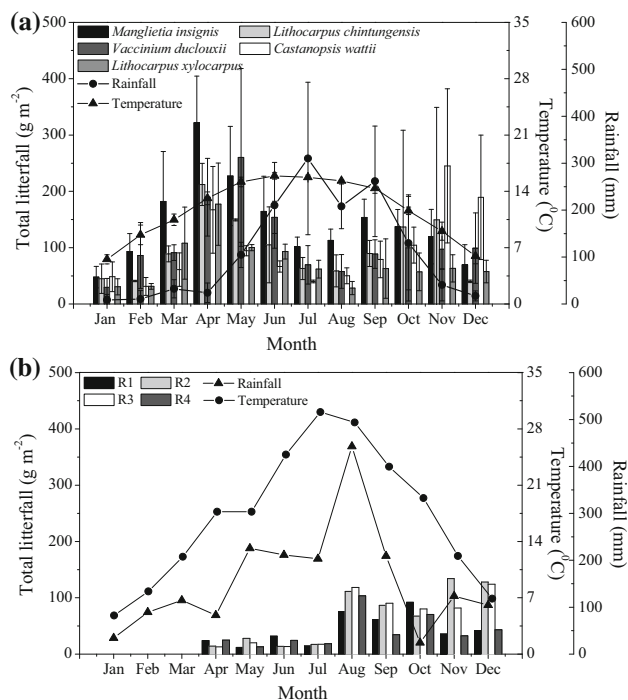 (a)
Manglietia insignis
Lithocarpus chintungensis
Vaccinium duclouxii
Castanopsis wattii
Lithocarpus xylocarpus
Rainfall
Temperature
Total litterfall (g m-2)
500
400
300
250
200
150
100
50
0
Jan Feb Mar Apr May Jun Jul Aug Sep Oct Nov Dec
Month
35
28
21
14
7
0
Temperature (0C)
600
500
400
300
200
100
0
Rainfall (mm)
(b)
R1
R2
Rainfall
R3
R4
Temperature
Total litterfall (g m-2)
500
400
300
200
100
0
Jan Feb Mar Apr May Jun Jul Aug Sep Oct Nov Dec
Month
35
28
21
14
7
0
Temperature (0C)
600
500
400
300
200
100
0
Rainfall (mm)